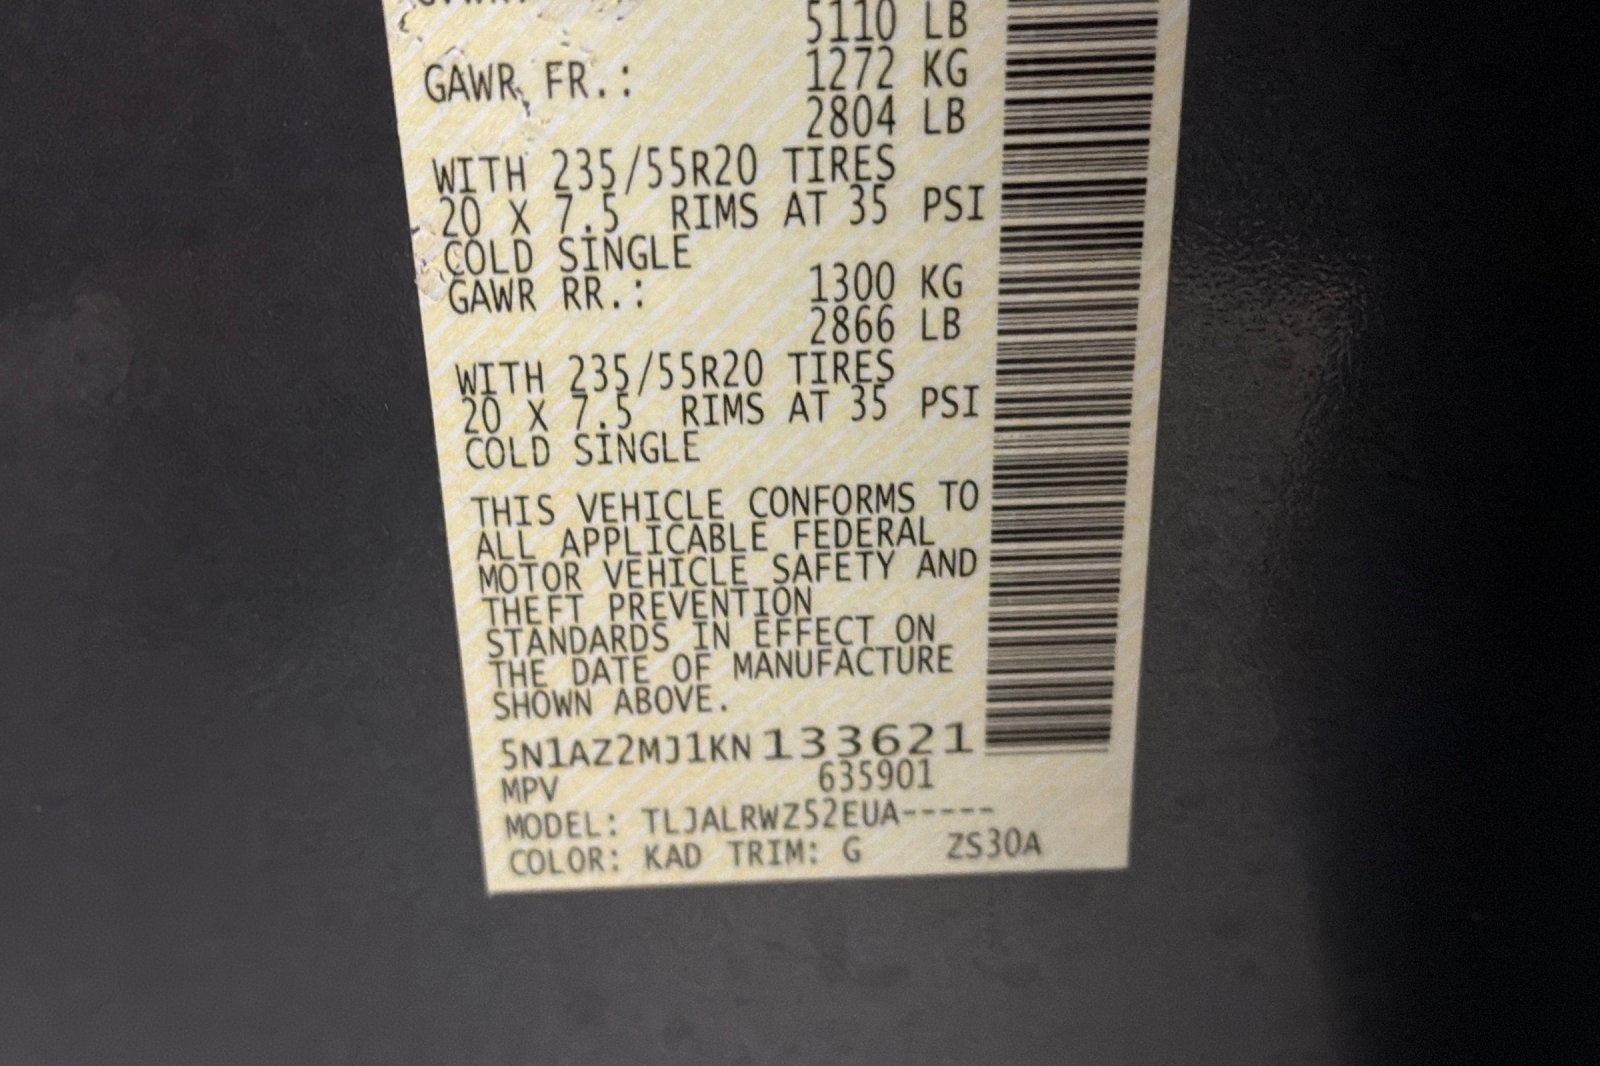 5110 LB
GAWR FR.: 1272 KG
2804 LB
WITH 235/55R20 TIRES
20 X 7.5 RIMS AT 35 PSI
COLD SINGLE
GAWR RR.: 1300 KG
2866 LB
WITH 235/55R20 TIRES
20 X 7.5 RIMS AT 35 PSI
COLD SINGLE
THIS VEHICLE CONFORMS TO
ALL APPLICABLE FEDERAL
MOTOR VEHICLE SAFETY AND
THEFT PREVENTION
STANDARDS IN EFFECT ON
THE DATE OF MANUFACTURE
SHOWN ABOVE.
5N1AZ2MJ1KN133621
MPV 635901
MODEL: TLJALRWZ52EUA-----
COLOR: KAD TRIM: G ZS30A